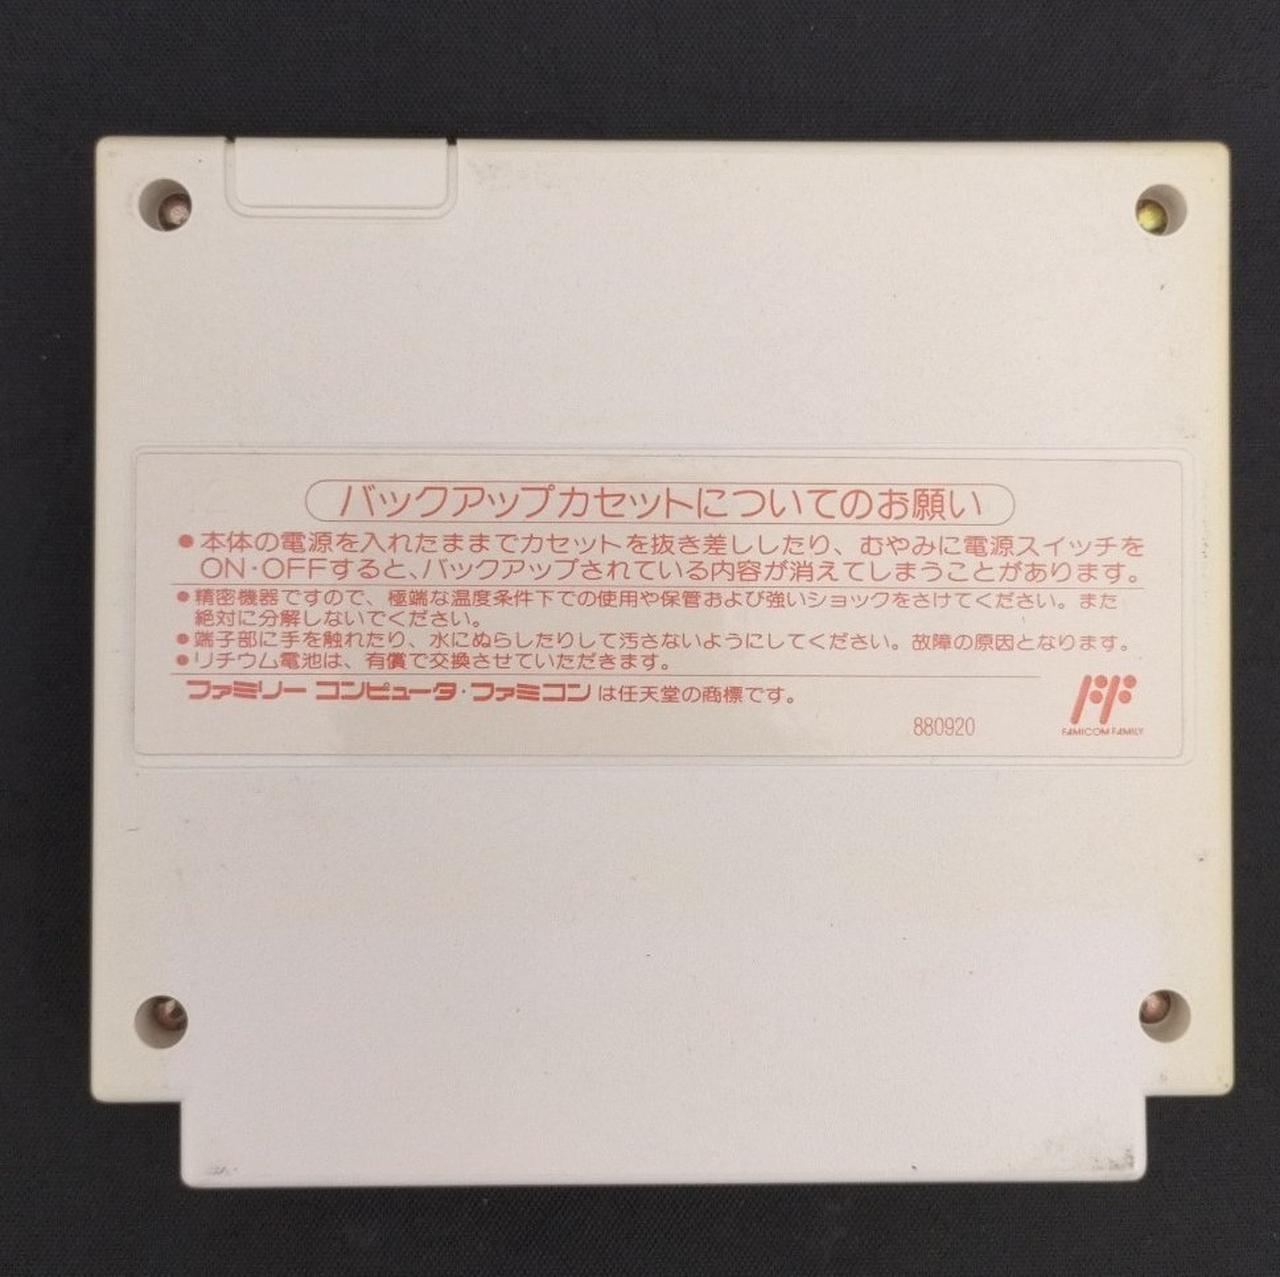 バックアップカセットについてのお願い
●本体の電源を入れたままでカセットを抜き差ししたり、むやみに電源スイッチを
ON・OFFすると、バックアップされている内容が消えてしまうことがあります。
●精密機器ですので、極端な温度条件下での使用や保管および強いショックをさけてください。また
絶対に分解しないでください。
●端子部に手を触れたり、水にぬらしたりして汚さないようにしてください。故障の原因となります。
●リチウム電池は、有償で交換させていただきます。
ファミリー コンピュータ・ファミコンは任天堂の商標です。
880920
FAMICOM FAMILY